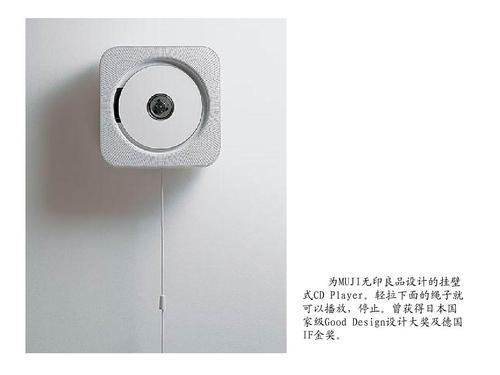 为MUJI无印良品设计的挂壁
式CD Player。轻拉下面的绳子就
可以播放，停止。曾获得日本国
家级Good Design设计大奖及德国
IF金奖。